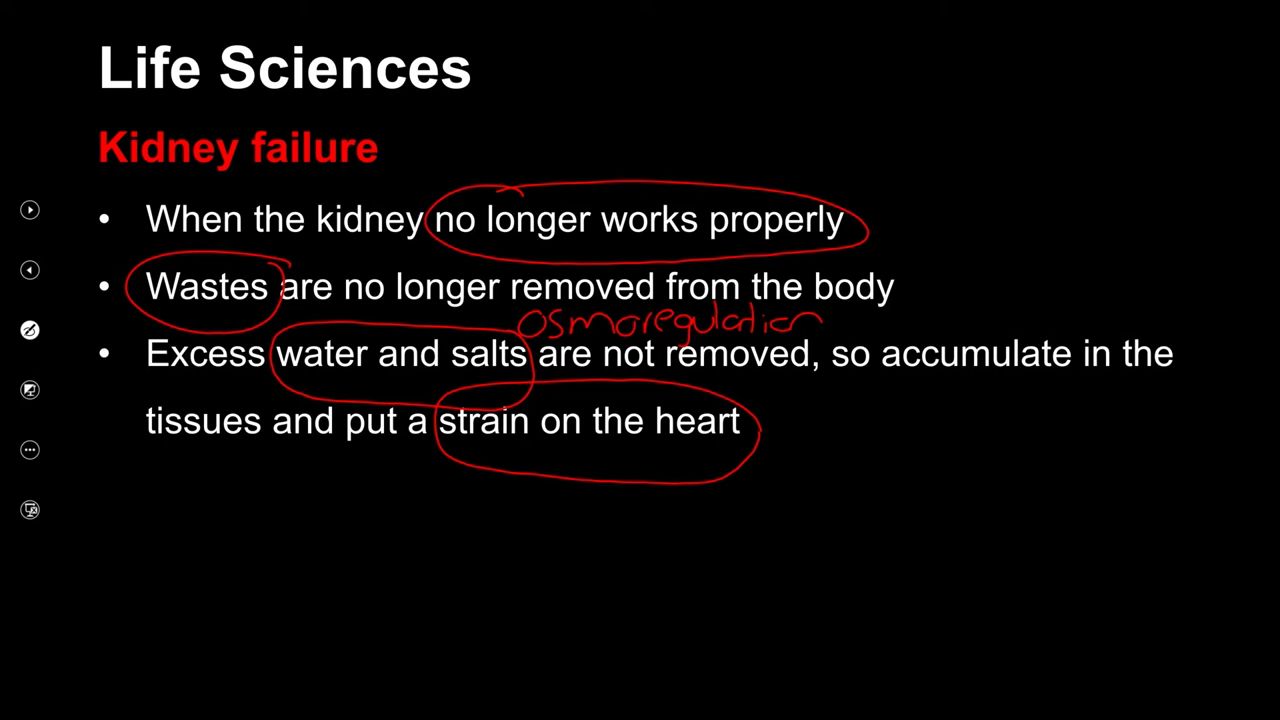 Life Sciences
Kidney failure
• When the kidney no longer works properly
• Wastes are no longer removed from the body
osmoregulation
• Excess water and salts are not removed, so accumulate in the
tissues and put a strain on the heart